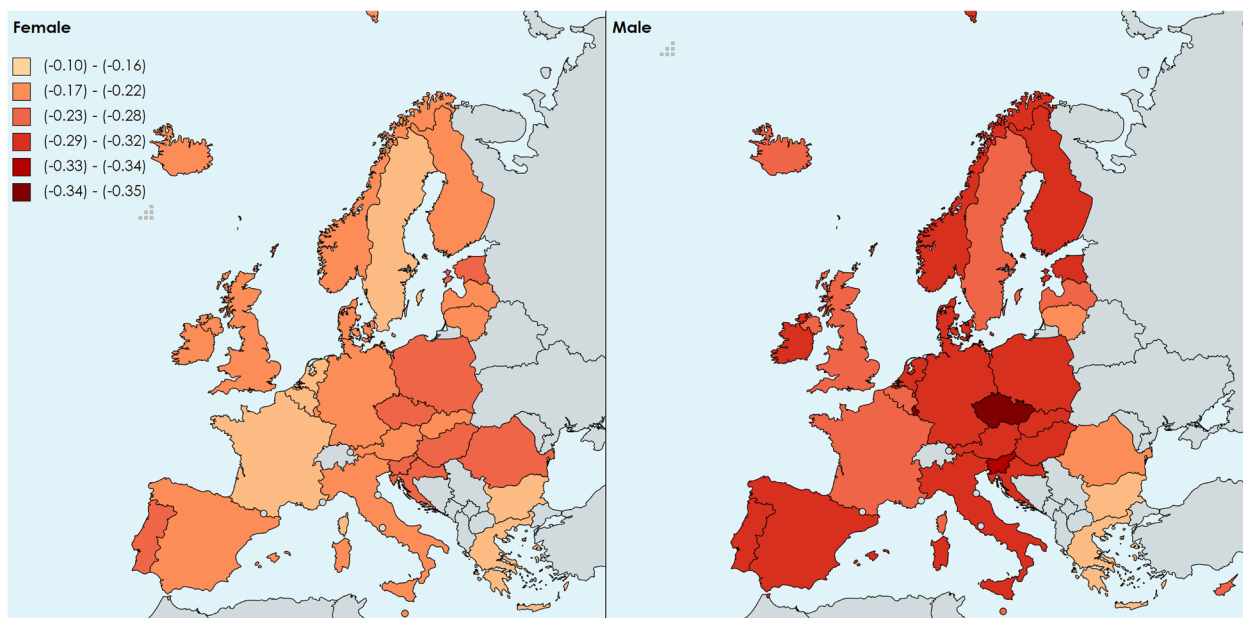 Female
(-0.10) - (-0.16)
(-0.17) - (-0.22)
(-0.23) - (-0.28)
(-0.29) - (-0.32)
(-0.33) - (-0.34)
(-0.34) - (-0.35)
Male